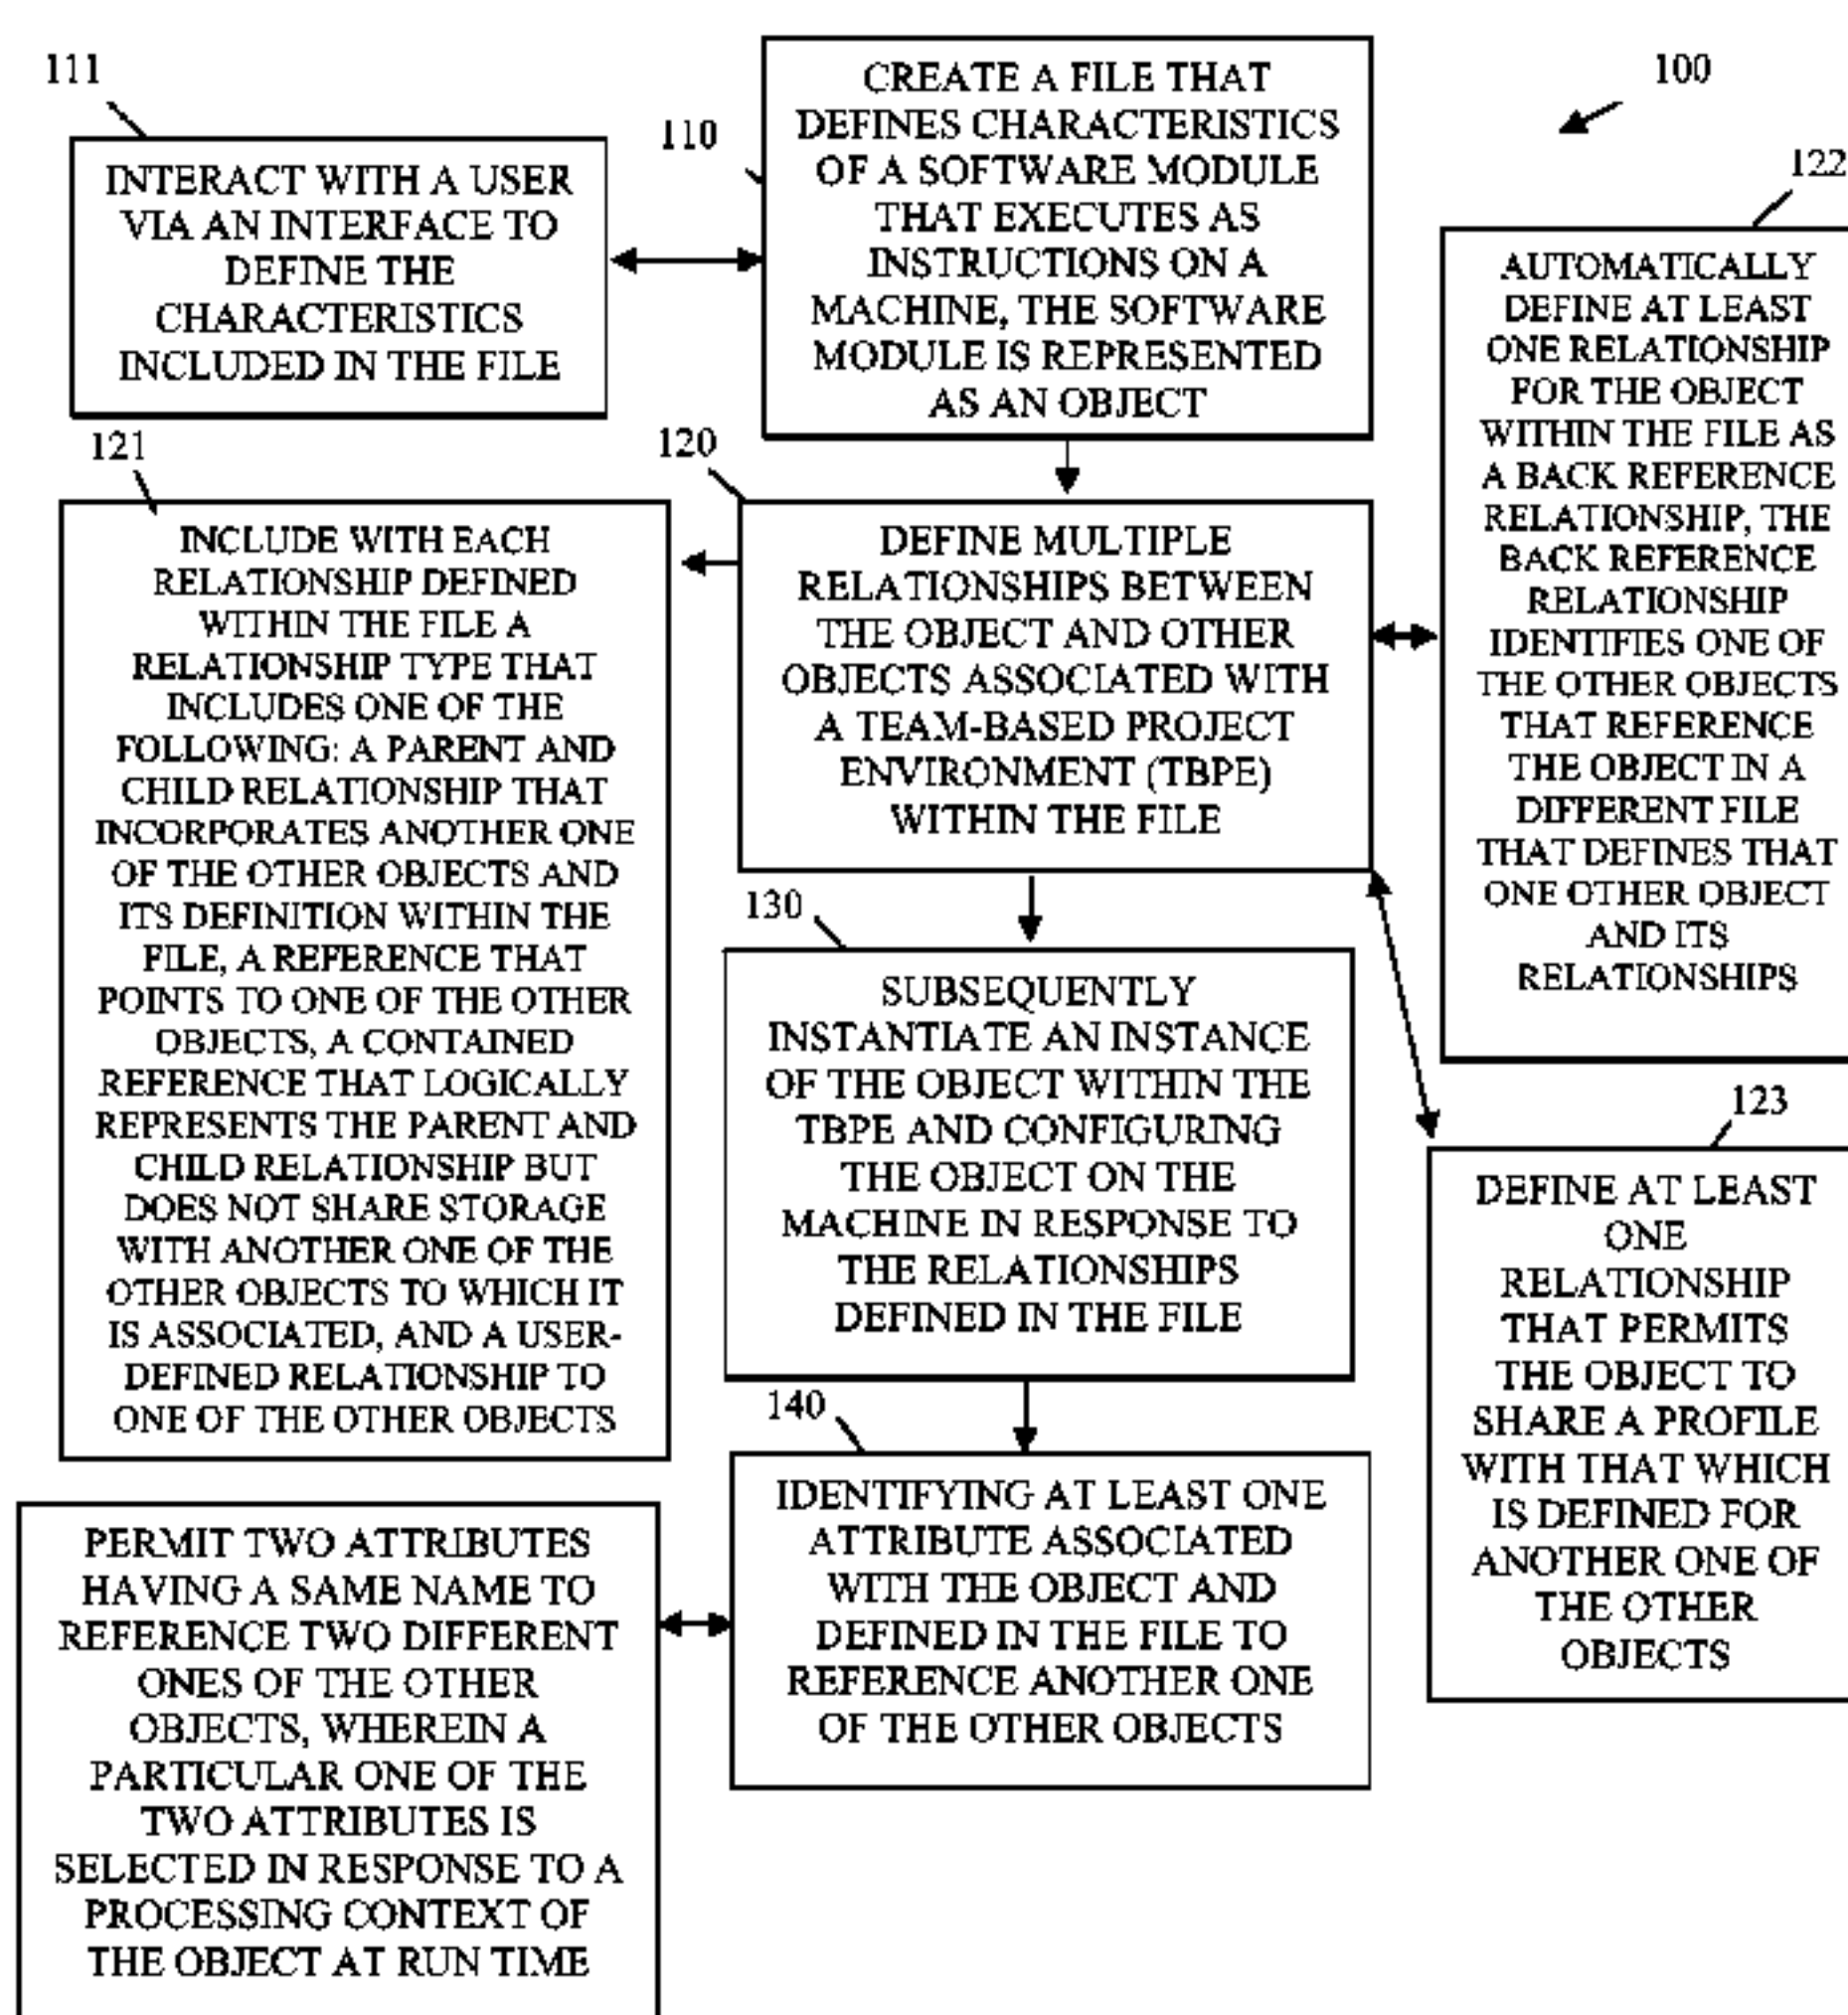 100
111
INTERACT WITH A USER
VIA AN INTERFACE TO
DEFINE THE
CHARACTERISTICS
INCLUDED IN THE FILE
110
CREATE A FILE THAT
DEFINES CHARACTERISTICS
OF A SOFTWARE MODULE
THAT EXECUTES AS
INSTRUCTIONS ON A
MACHINE, THE SOFTWARE
MODULE IS REPRESENTED
AS AN OBJECT
122
AUTOMATICALLY
DEFINE AT LEAST
ONE RELATIONSHIP
FOR THE OBJECT
WITHIN THE FILE AS
A BACK REFERENCE
RELATIONSHIP, THE
BACK REFERENCE
RELATIONSHIP
IDENTIFIES ONE OF
THE OTHER OBJECTS
THAT REFERENCE
THE OBJECT IN A
DIFFERENT FILE
THAT DEFINES THAT
ONE OTHER OBJECT
AND ITS
RELATIONSHIPS
121
INCLUDE WITH EACH
RELATIONSHIP DEFINED
WITHIN THE FILE A
RELATIONSHIP TYPE THAT
INCLUDES ONE OF THE
FOLLOWING: A PARENT AND
CHILD RELATIONSHIP THAT
INCORPORATES ANOTHER ONE
OF THE OTHER OBJECTS AND
ITS DEFINITION WITHIN THE
FILE, A REFERENCE THAT
POINTS TO ONE OF THE OTHER
OBJECTS, A CONTAINED
REFERENCE THAT LOGICALLY
REPRESENTS THE PARENT AND
CHILD RELATIONSHIP BUT
DOES NOT SHARE STORAGE
WITH ANOTHER ONE OF THE
OTHER OBJECTS TO WHICH IT
IS ASSOCIATED, AND A USER-
DEFINED RELATIONSHIP TO
ONE OF THE OTHER OBJECTS
120
DEFINE MULTIPLE
RELATIONSHIPS BETWEEN
THE OBJECT AND OTHER
OBJECTS ASSOCIATED WITH
A TEAM-BASED PROJECT
ENVIRONMENT (TBPE)
WITHIN THE FILE
130
SUBSEQUENTLY
INSTANTIATE AN INSTANCE
OF THE OBJECT WITHIN THE
TBPE AND CONFIGURING
THE OBJECT ON THE
MACHINE IN RESPONSE TO
THE RELATIONSHIPS
DEFINED IN THE FILE
123
DEFINE AT LEAST
ONE
RELATIONSHIP
THAT PERMITS
THE OBJECT TO
SHARE A PROFILE
WITH THAT WHICH
IS DEFINED FOR
ANOTHER ONE OF
THE OTHER
OBJECTS
140
IDENTIFYING AT LEAST ONE
ATTRIBUTE ASSOCIATED
WITH THE OBJECT AND
DEFINED IN THE FILE TO
REFERENCE ANOTHER ONE
OF THE OTHER OBJECTS
PERMIT TWO ATTRIBUTES
HAVING A SAME NAME TO
REFERENCE TWO DIFFERENT
ONES OF THE OTHER
OBJECTS, WHEREIN A
PARTICULAR ONE OF THE
TWO ATTRIBUTES IS
SELECTED IN RESPONSE TO A
PROCESSING CONTEXT OF
THE OBJECT AT RUN TIME